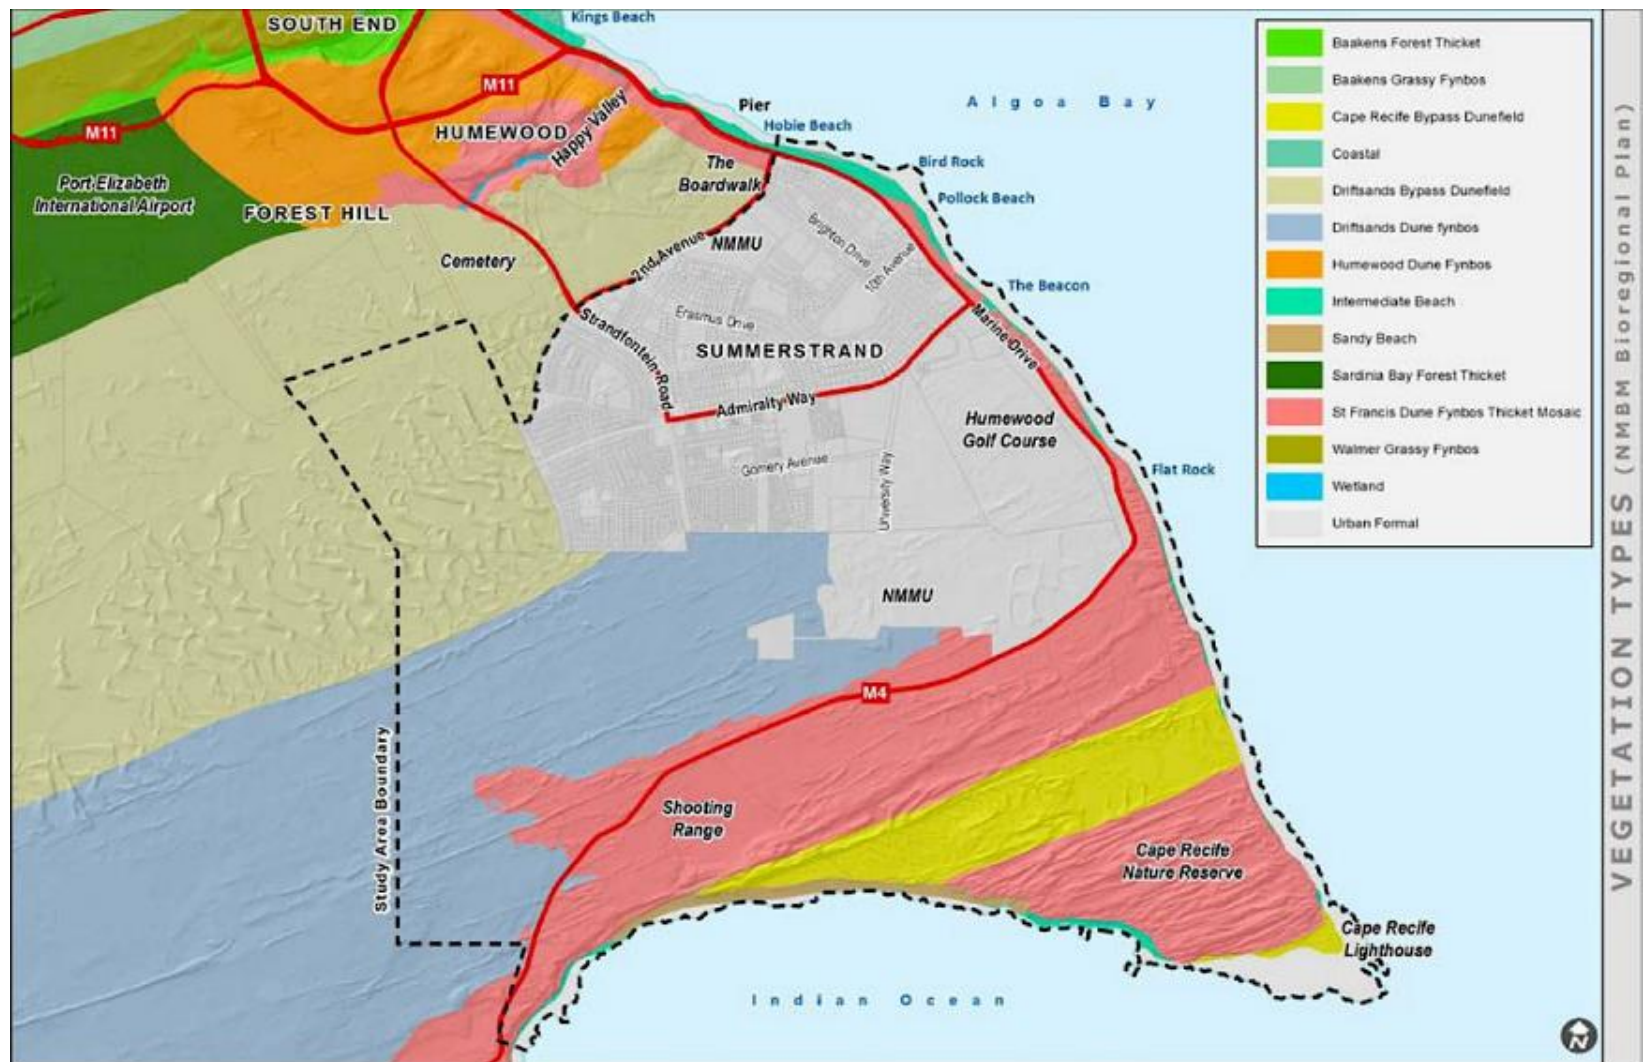 SOUTH END
Kings Beach
M11
M11
HUMEWOOD
Happy Valley
Pier
Hobie Beach
Algoa Bay
Bird Rock
Pollock Beach
The
Boardwalk
Port Elizabeth
International Airport
FOREST HILL
Cemetery
2nd Avenue
NMMU
Brighton Drive
10th Avenue
The Beacon
Marine Drive
Strandfontein Road
Erasmus Drive
SUMMERSTRAND
Admiralty Way
Humewood
Golf Course
Gomery Avenue
University Way
Flat Rock
NMMU
M4
Study Area Boundary
Shooting
Range
Cape Recife
Nature Reserve
Cape Recife
Lighthouse
Indian Ocean
Baakens Forest Thicket
Baakens Grassy Fynbos
Cape Recife Bypass Dunefield
Coastal
Driftsands Bypass Dunefield
Driftsands Dune fynbos
Humewood Dune Fynbos
Intermediate Beach
Sandy Beach
Sardinia Bay Forest Thicket
St Francis Dune Fynbos Thicket Mosaic
Walmer Grassy Fynbos
Wetland
Urban Formal
VEGETATION TYPES (NMBM Bioregional Plan)
N